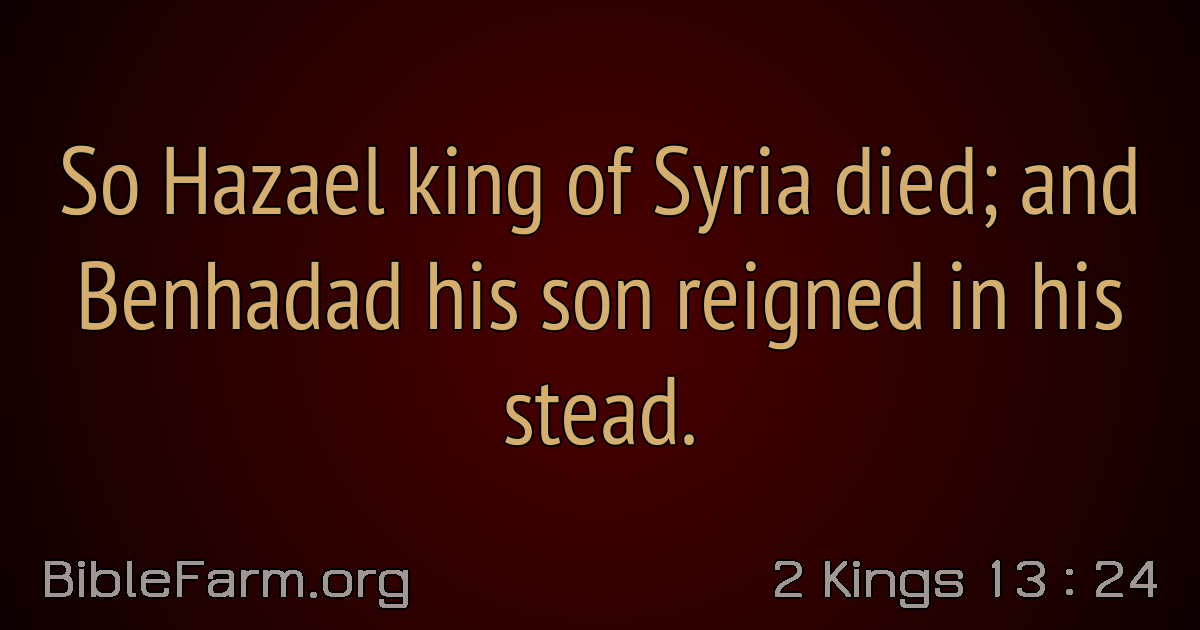 So Hazael king of Syria died; and
Benhadad his son reigned in his
stead.
BibleFarm.org
2 Kings 13 : 24